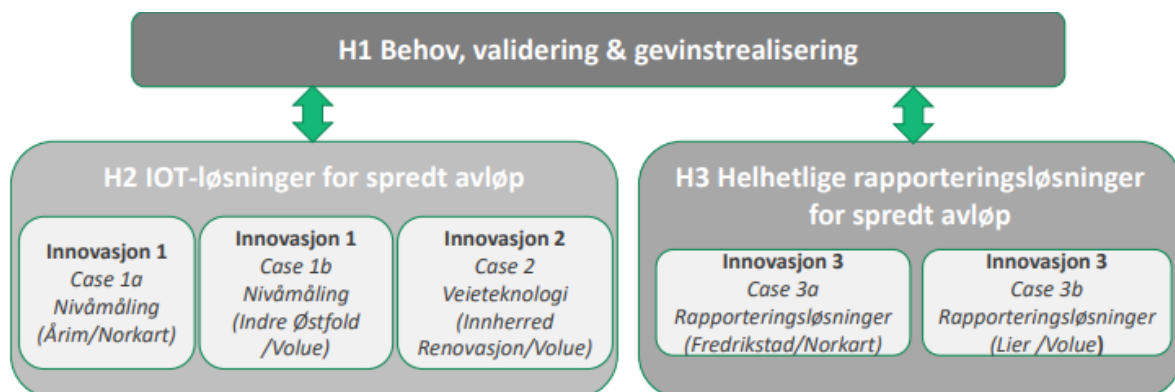 H1 Behov, validering & gevinstrealisering
H2 IOT-løsninger for spredt avløp
Innovasjon 1
Case 1a
Nivåmåling
(Årim/Norkart)
Innovasjon 1
Case 1b
Nivåmåling
(Indre Østfold
/Volue)
Innovasjon 2
Case 2
Veieteknologi
(Innherred
Renovasjon/Volue)
H3 Helhetlige rapporteringsløsninger
for spredt avløp
Innovasjon 3
Case 3a
Rapporteringsløsninger
(Fredrikstad/Norkart)
Innovasjon 3
Case 3b
Rapporteringsløsninger
(Lier /Volue)